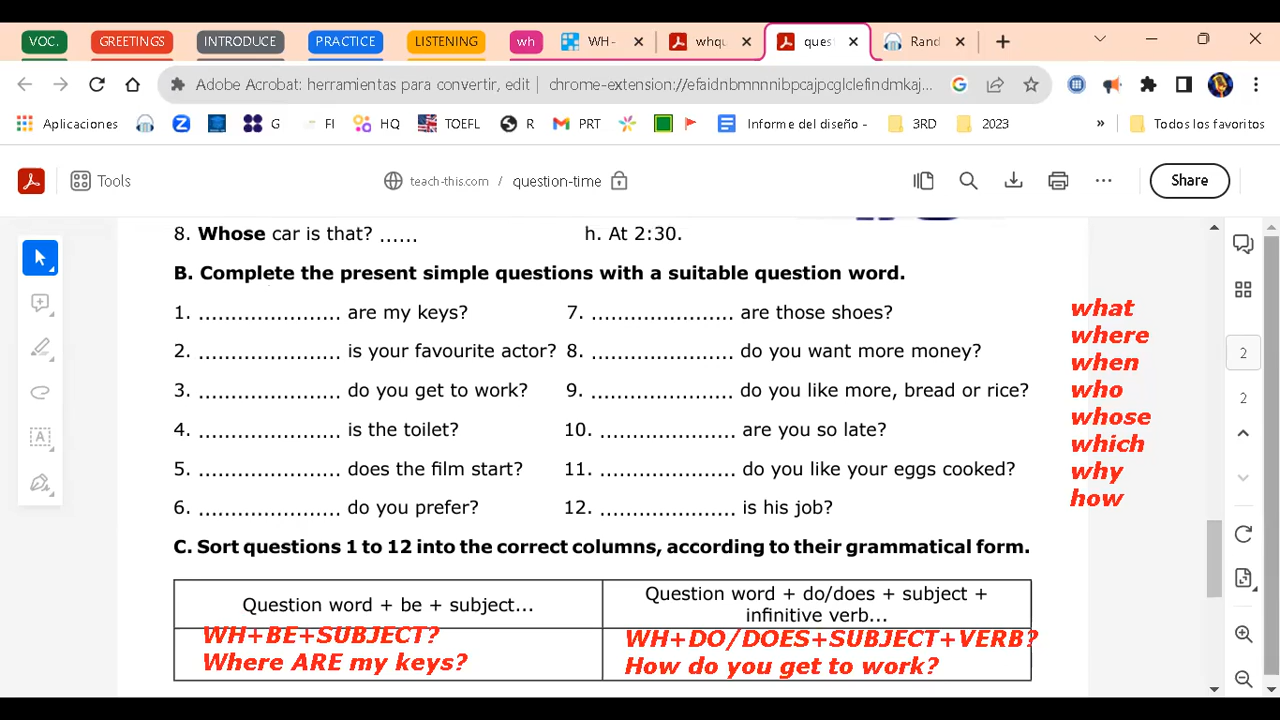 VOC. GREETINGS INTRODUCE PRACTICE LISTENING wh WH- whqu ques Rand
Adobe Acrobat: herramientas para convertir, edit | chrome-extension://efaidnbmnnnibpcajpcglclefindmkaj...
Aplicaciones G FI HQ TOEFL R PRT Informe del diseño - 3RD 2023 » Todos los favoritos
Tools teach-this.com / question-time Share
8. Whose car is that? ...... h. At 2:30.
B. Complete the present simple questions with a suitable question word.
1. ...................... are my keys? 7. ...................... are those shoes? what
where
2. ...................... is your favourite actor? 8. ...................... do you want more money? 2
when
3. ...................... do you get to work? 9. ...................... do you like more, bread or rice? who
2
whose
4. ...................... is the toilet? 10. ..................... are you so late?
which
5. ...................... does the film start? 11. ..................... do you like your eggs cooked? why
how
6. ...................... do you prefer? 12. ..................... is his job?
C. Sort questions 1 to 12 into the correct columns, according to their grammatical form.
Question word + be + subject... Question word + do/does + subject +
infinitive verb...
WH+BE+SUBJECT? WH+DO/DOES+SUBJECT+VERB?
Where ARE my keys? How do you get to work?